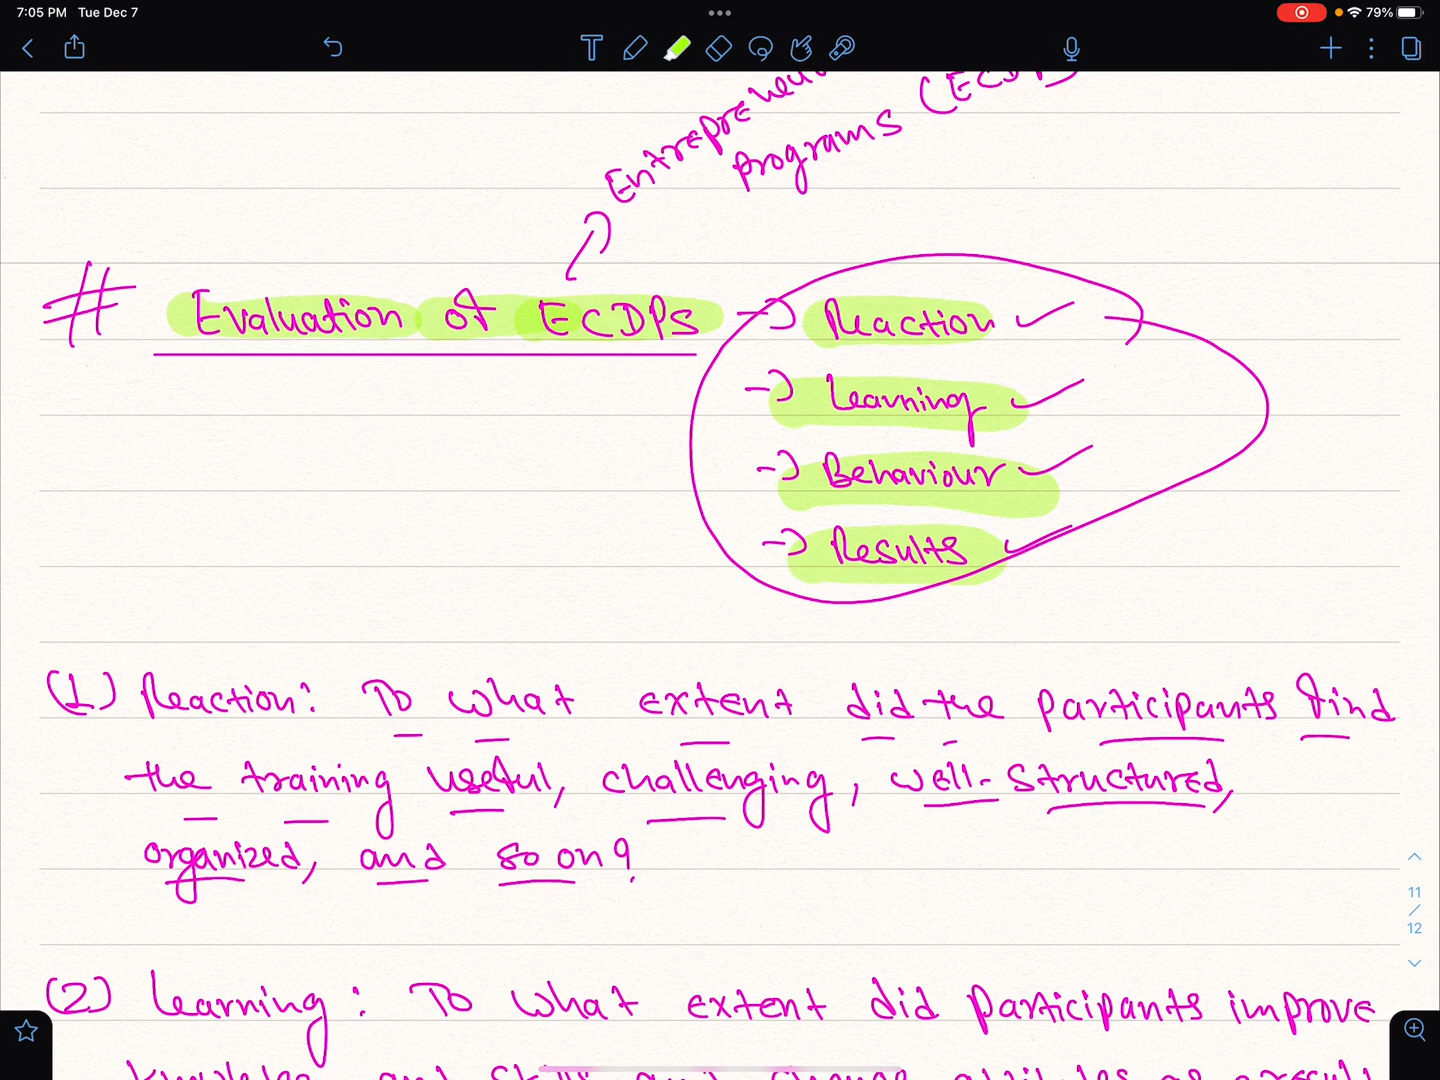 7:05 PM Tue Dec 7
79%
programs (ECDPs)
# Evaluation of ECDPs → Reaction ✓
→ Learning ✓
→ Behaviour ✓
→ Results ✓
(1) Reaction: To what extent did the participants find
the training useful, challenging, well-structured,
organized, and so on?
11
/
12
(2) Learning: To what extent did participants improve